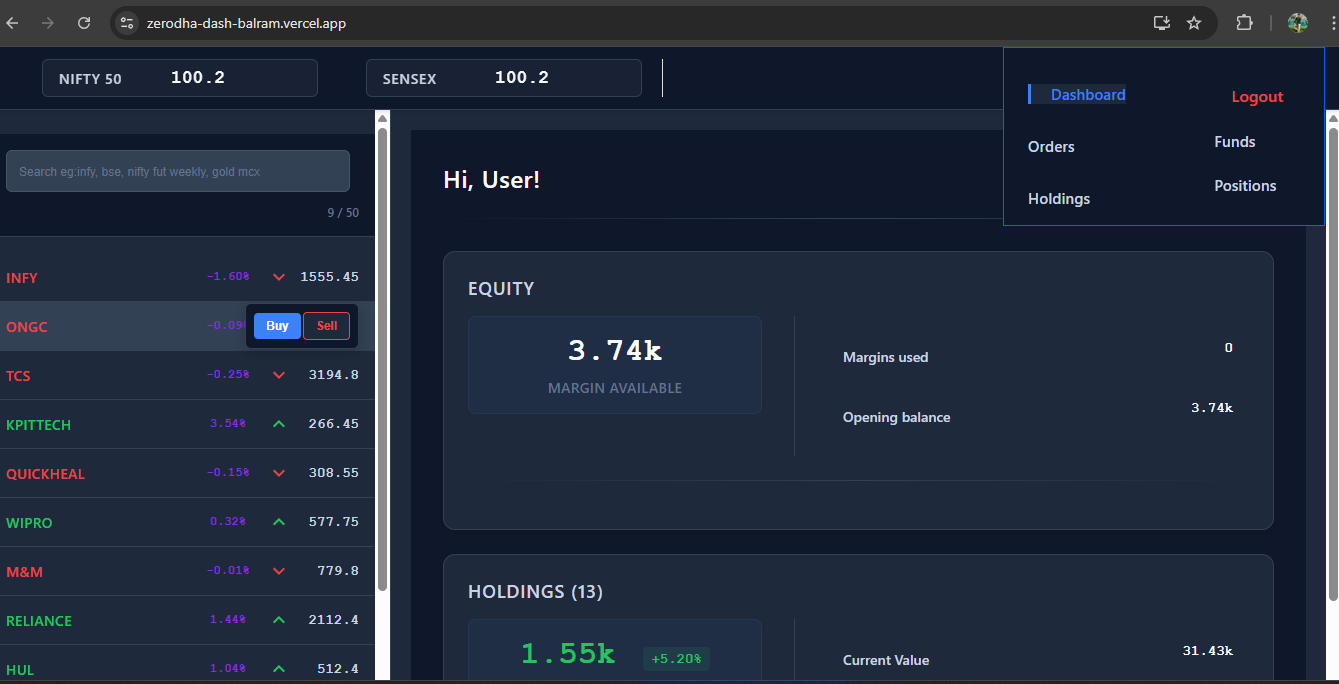 zerodha-dash-balram.vercel.app
NIFTY 50 100.2 SENSEX 100.2
Dashboard Logout
Orders Funds
Holdings Positions
Search eg:infy, bse, nifty fut weekly, gold mcx
9 / 50
INFY -1.60% 1555.45
ONGC -0.09 Buy Sell
TCS -0.25% 3194.8
KPITTECH 3.54% 266.45
QUICKHEAL -0.15% 308.55
WIPRO 0.32% 577.75
M&M -0.01% 779.8
RELIANCE 1.44% 2112.4
HUL 1.04% 512.4
Hi, User!
EQUITY
3.74k
MARGIN AVAILABLE
Margins used 0
Opening balance 3.74k
HOLDINGS (13)
1.55k +5.20%
Current Value 31.43k